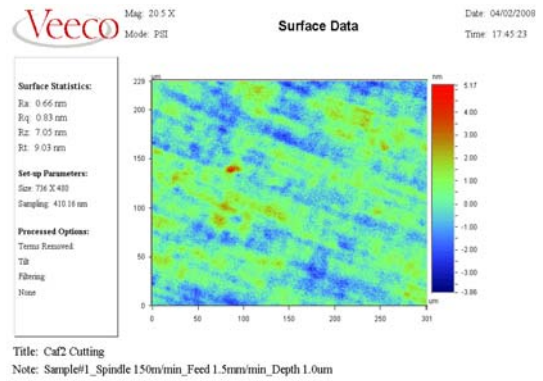 Veeco
Mag: 20.5 X
Mode: PSI
Surface Data
Date: 04/02/2008
Time: 17:45:23
Surface Statistics:
Ra: 0.66 nm
Rq: 0.83 nm
Rz: 7.05 nm
Rt: 9.03 nm
Set-up Parameters:
Size: 736 X 480
Sampling: 410.16 nm
Processed Options:
Terms Removed:
Tilt
Filtering:
None
um
229
200
150
100
50
0
0 50 100 150 200 250 301
um
nm
5.17
4.00
3.00
2.00
1.00
0.00
-1.00
-2.00
-3.00
-3.86
Title: Caf2 Cutting
Note: Sample#1_Spindle 150m/min_Feed 1.5mm/min_Depth 1.0um